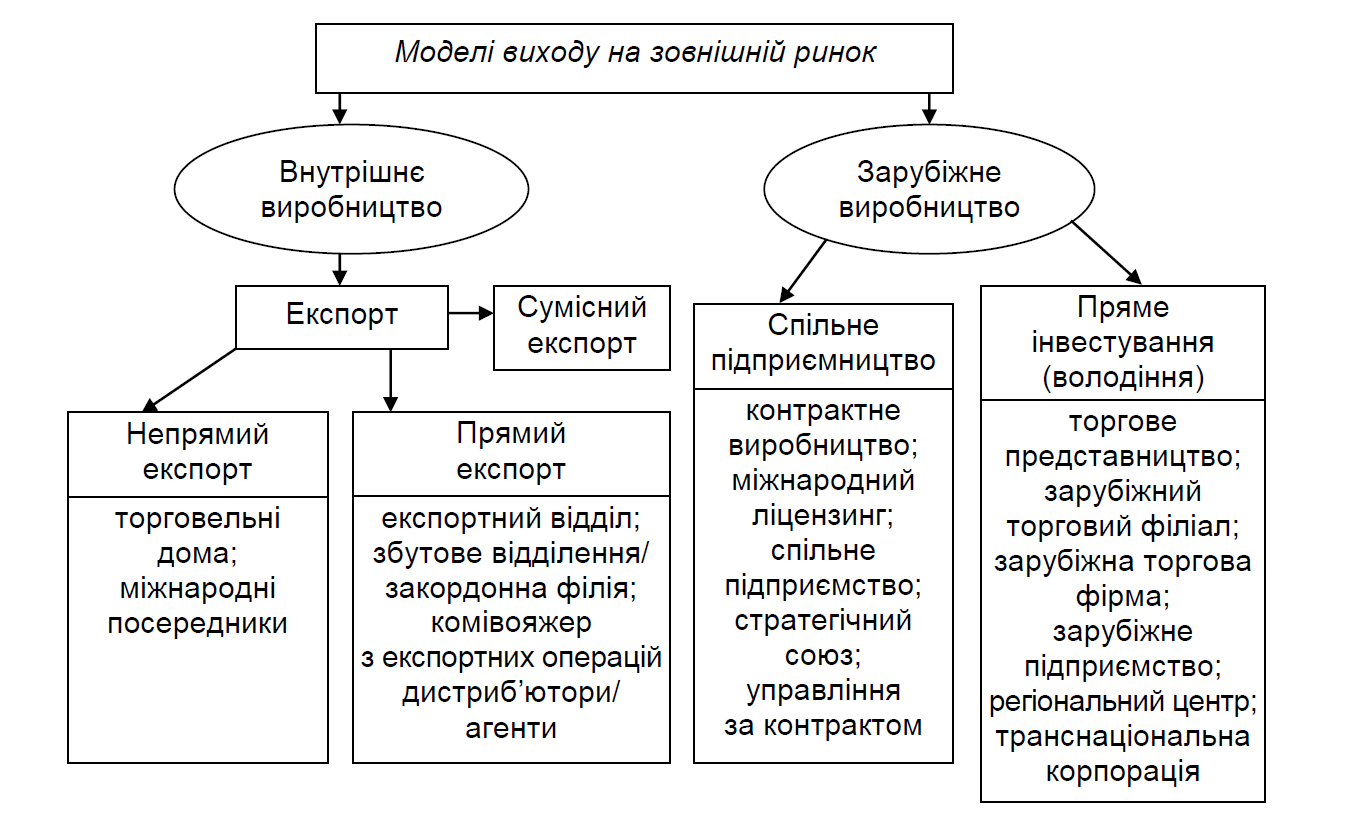 Моделі виходу на зовнішній ринок
Внутрішнє
виробництво
Зарубіжне
виробництво
Експорт
Сумісний
експорт
Непрямий
експорт
торговельні
дома;
міжнародні
посередники
Прямий
експорт
експортний відділ;
збутове відділення/
закордонна філія;
комівояжер
з експортних операцій
дистриб’ютори/
агенти
Спільне
підприємництво
контрактне
виробництво;
міжнародний
ліцензинг;
спільне
підприємство;
стратегічний
союз;
управління
за контрактом
Пряме
інвестування
(володіння)
торгове
представництво;
зарубіжний
торговий філіал;
зарубіжна торгова
фірма;
зарубіжне
підприємство;
регіональний центр;
транснаціональна
корпорація